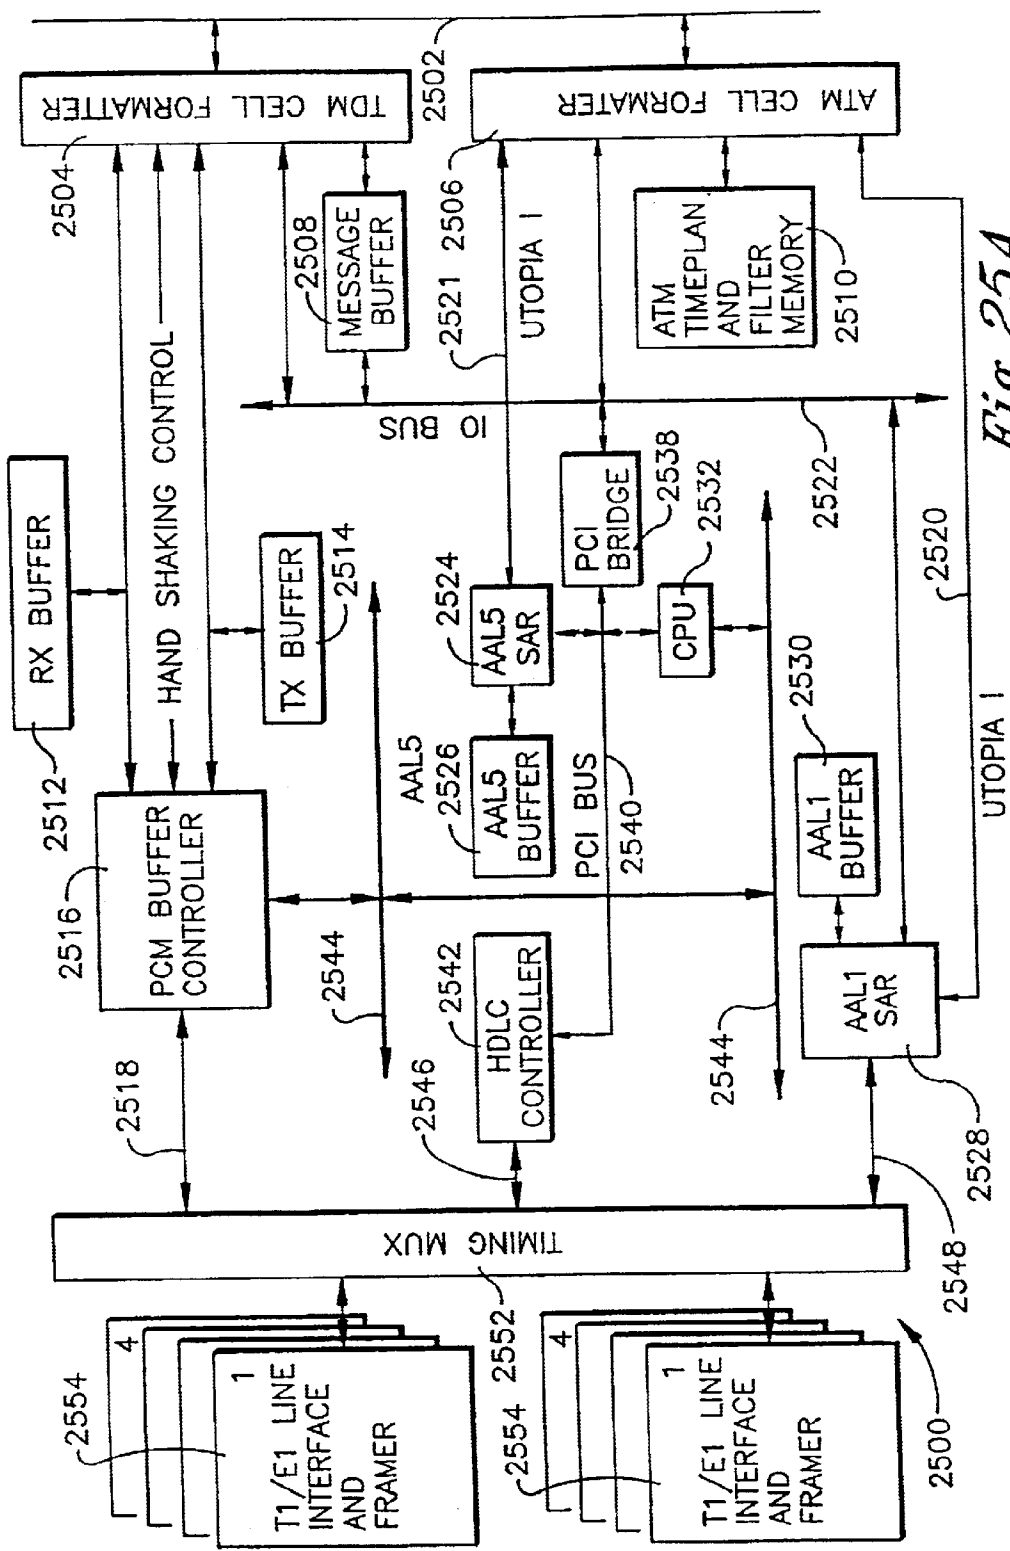 2554
4
1
T1/E1 LINE
INTERFACE
AND
FRAMER
2554
4
1
T1/E1 LINE
INTERFACE
AND
FRAMER
2500
TIMING MUX
2552
2518
2546
2548
2516
PCM BUFFER
CONTROLLER
2512
RX BUFFER
HAND SHAKING CONTROL
TX BUFFER
2514
2544
2542
HDLC
CONTROLLER
AAL5
2526
AAL5
BUFFER
2524
AAL5
SAR
PCI BUS
2540
PCI
BRIDGE
2538
CPU
2532
2544
AAL1
BUFFER
2530
AAL1
SAR
2528
IO BUS
2522
2520
UTOPIA I
2521
UTOPIA I
2508
MESSAGE
BUFFER
2504
TDM CELL FORMATTER
2502
2506
ATM CELL FORMATER
ATM
TIMEPLAN
AND
FILTER
MEMORY
2510
Fig. 25A